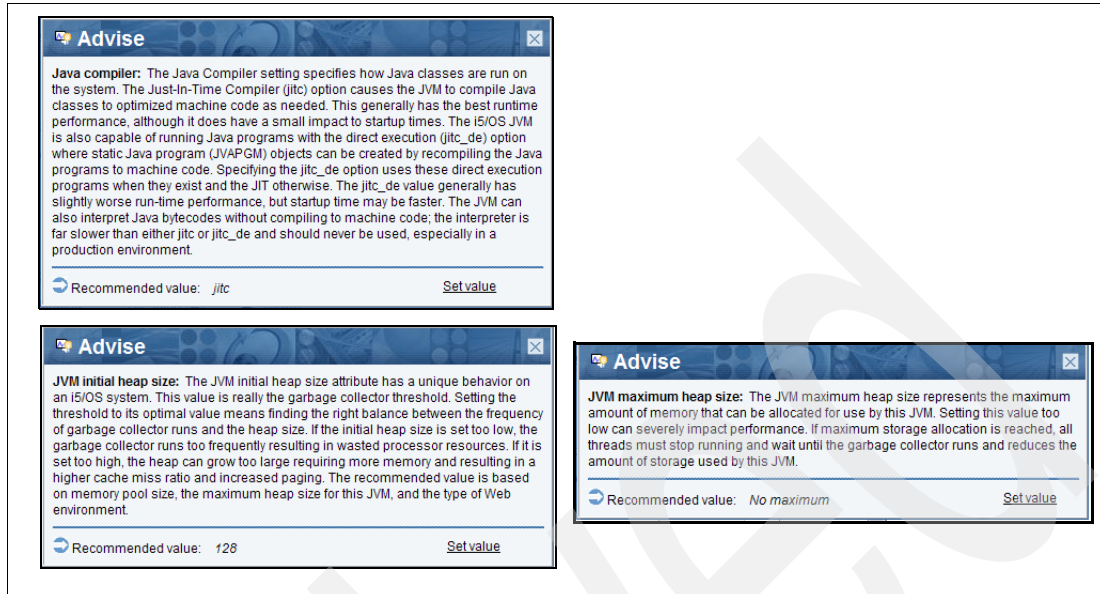 Advise
Java compiler: The Java Compiler setting specifies how Java classes are run on
the system. The Just-In-Time Compiler (jitc) option causes the JVM to compile Java
classes to optimized machine code as needed. This generally has the best runtime
performance, although it does have a small impact to startup times. The i5/OS JVM
is also capable of running Java programs with the direct execution (jitc_de) option
where static Java program (JVAPGM) objects can be created by recompiling the Java
programs to machine code. Specifying the jitc_de option uses these direct execution
programs when they exist and the JIT otherwise. The jitc_de value generally has
slightly worse run-time performance, but startup time may be faster. The JVM can
also interpret Java bytecodes without compiling to machine code; the interpreter is
far slower than either jitc or jitc_de and should never be used, especially in a
production environment.
Recommended value: jitc Set value
Advise
JVM initial heap size: The JVM initial heap size attribute has a unique behavior on
an i5/OS system. This value is really the garbage collector threshold. Setting the
threshold to its optimal value means finding the right balance between the frequency
of garbage collector runs and the heap size. If the initial heap size is set too low, the
garbage collector runs too frequently resulting in wasted processor resources. If it is
set too high, the heap can grow too large requiring more memory and resulting in a
higher cache miss ratio and increased paging. The recommended value is based
on memory pool size, the maximum heap size for this JVM, and the type of Web
environment.
Recommended value: 128 Set value
Advise
JVM maximum heap size: The JVM maximum heap size represents the maximum
amount of memory that can be allocated for use by this JVM. Setting this value too
low can severely impact performance. If maximum storage allocation is reached, all
threads must stop running and wait until the garbage collector runs and reduces the
amount of storage used by this JVM.
Recommended value: No maximum Set value